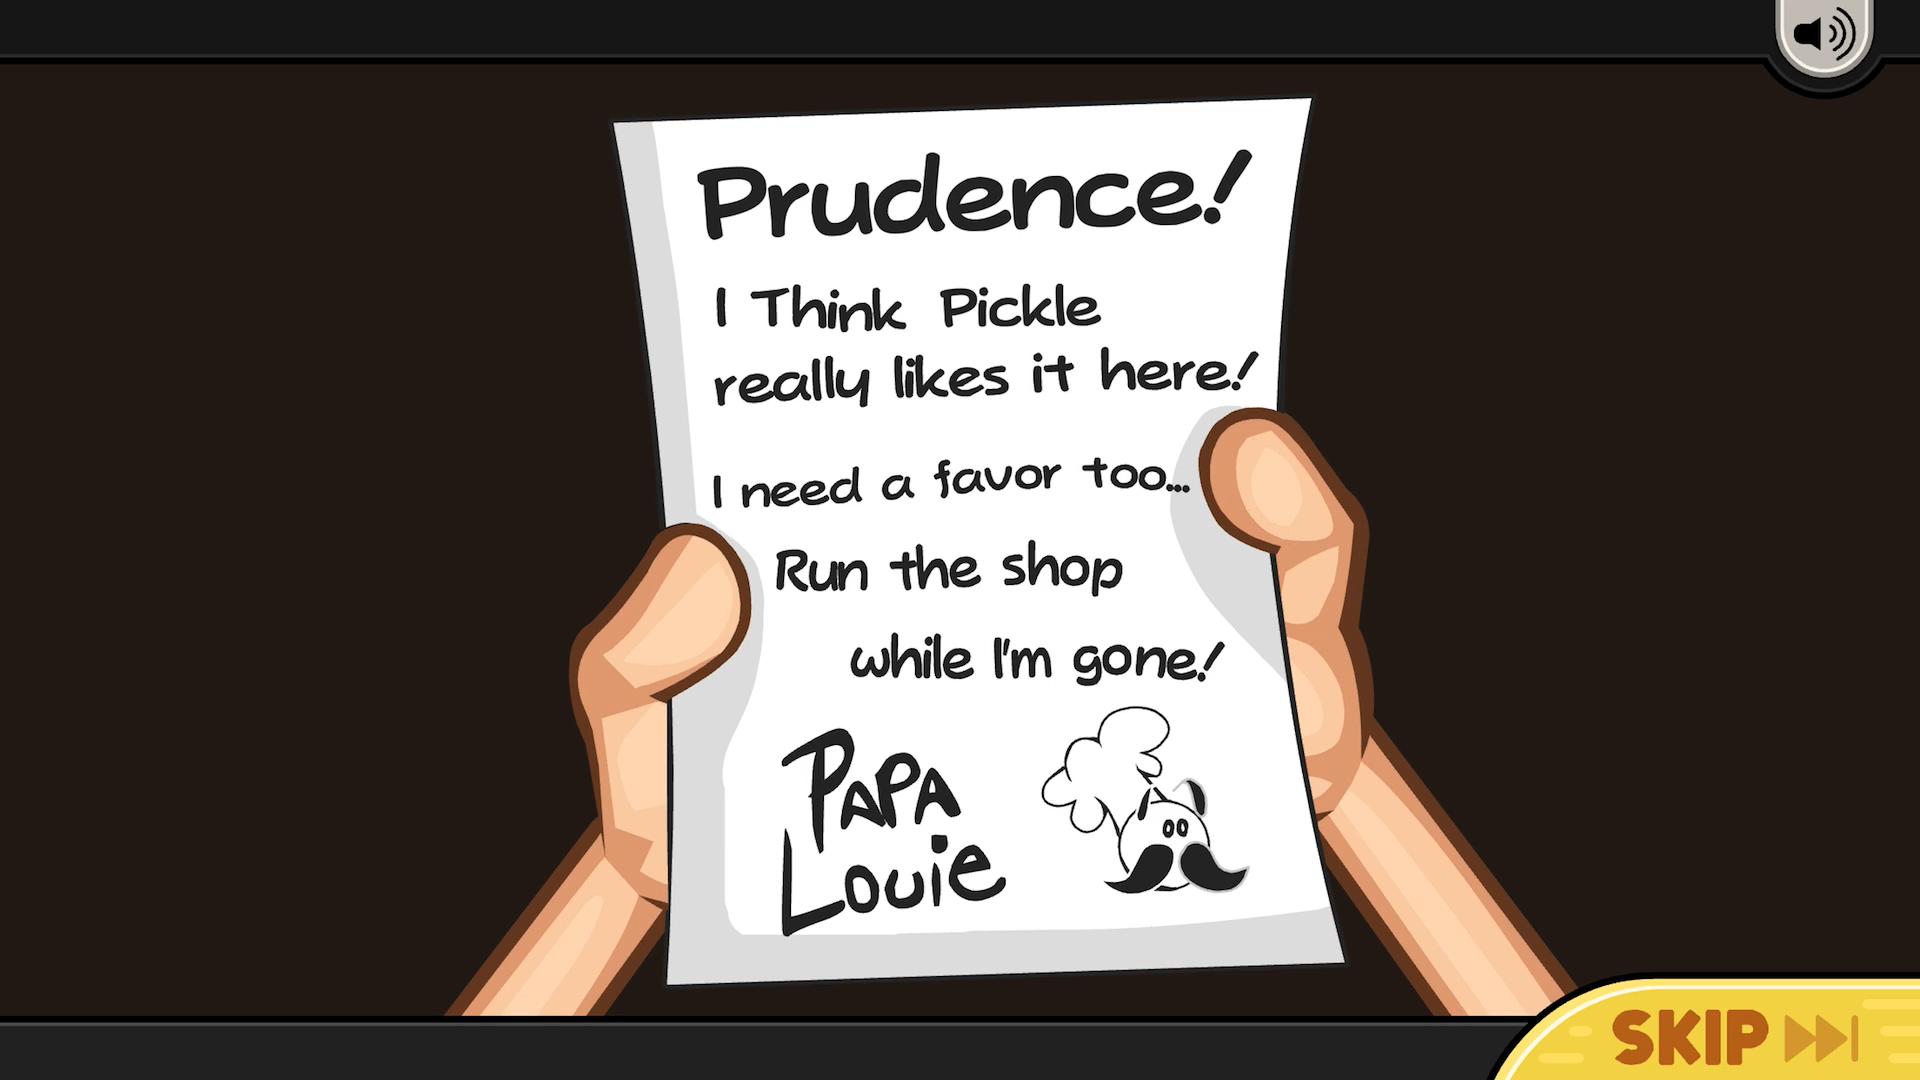 Prudence!
I Think Pickle
really likes it here!
I need a favor too...
Run the shop
while I'm gone!
PAPA
Louie
SKIP